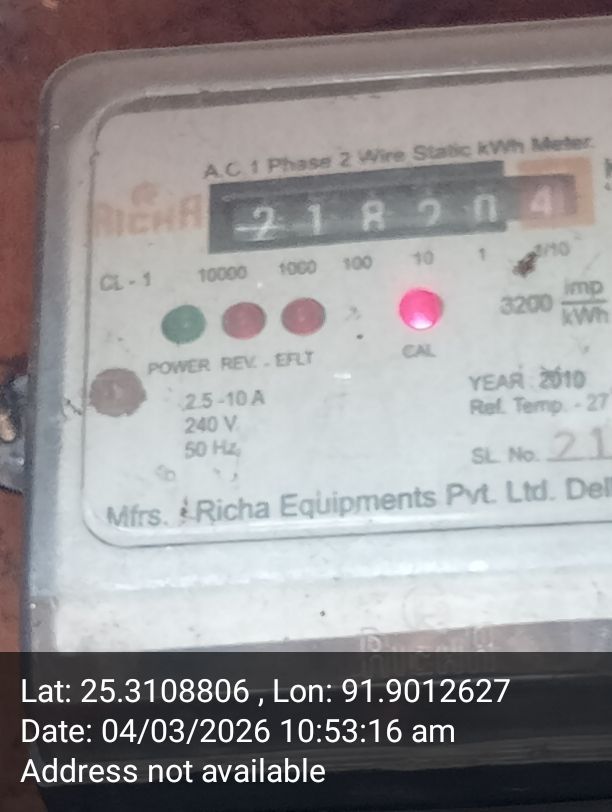 A.C. 1 Phase 2 Wire Static kWh Meter.
RICHA
2 1 8 2 0 4
CL - 1 10000 1000 100 10 1 1/10
3200 imp/kWh
POWER REV. - EFLT CAL
2.5 -10 A
240 V
50 Hz
YEAR 2010
Ref. Temp. - 27
SL. No. 21
Mfrs. : Richa Equipments Pvt. Ltd. Del
Lat: 25.3108806 , Lon: 91.9012627
Date: 04/03/2026 10:53:16 am
Address not available